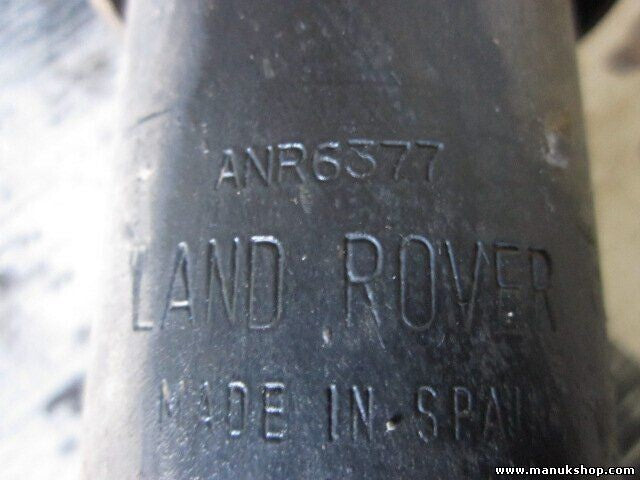 ANR6377
LAND ROVER
MADE IN SPAIN
www.manukshop.com